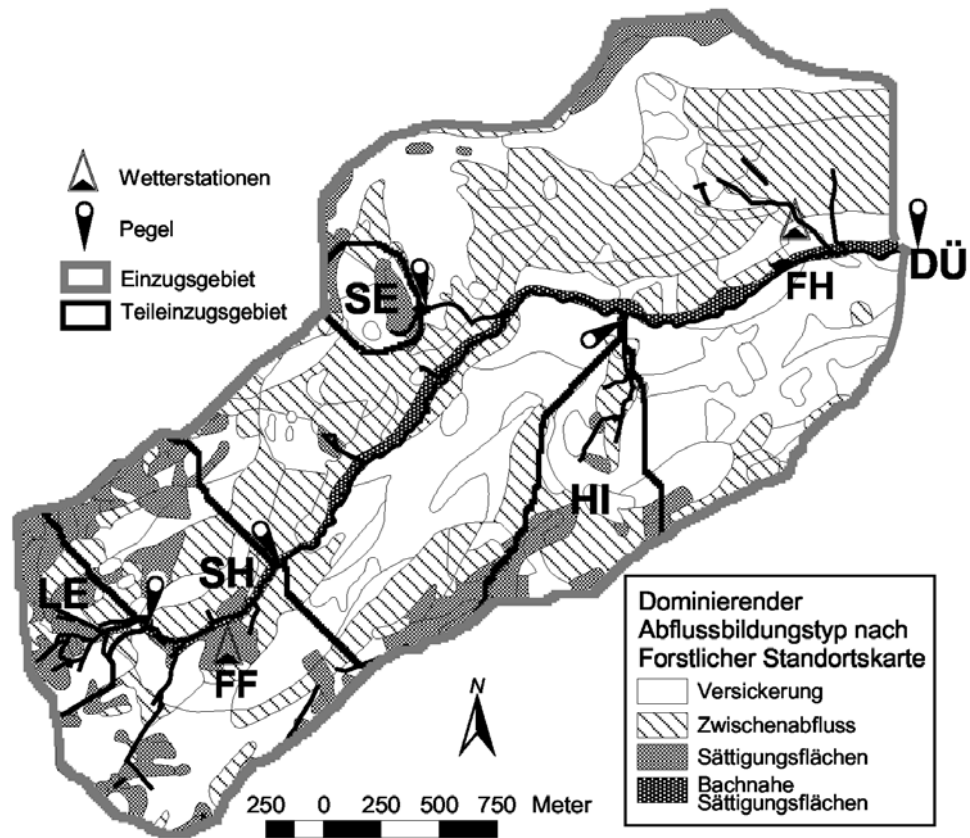 Wetterstationen
Pegel
Einzugsgebiet
Teileinzugsgebiet
SE
DÜ
FH
HI
SH
LE
FF
N
250 0 250 500 750 Meter
Dominierender
Abflussbildungstyp nach
Forstlicher Standortskarte
Versickerung
Zwischenabfluss
Sättigungsflächen
Bachnahe
Sättigungsflächen